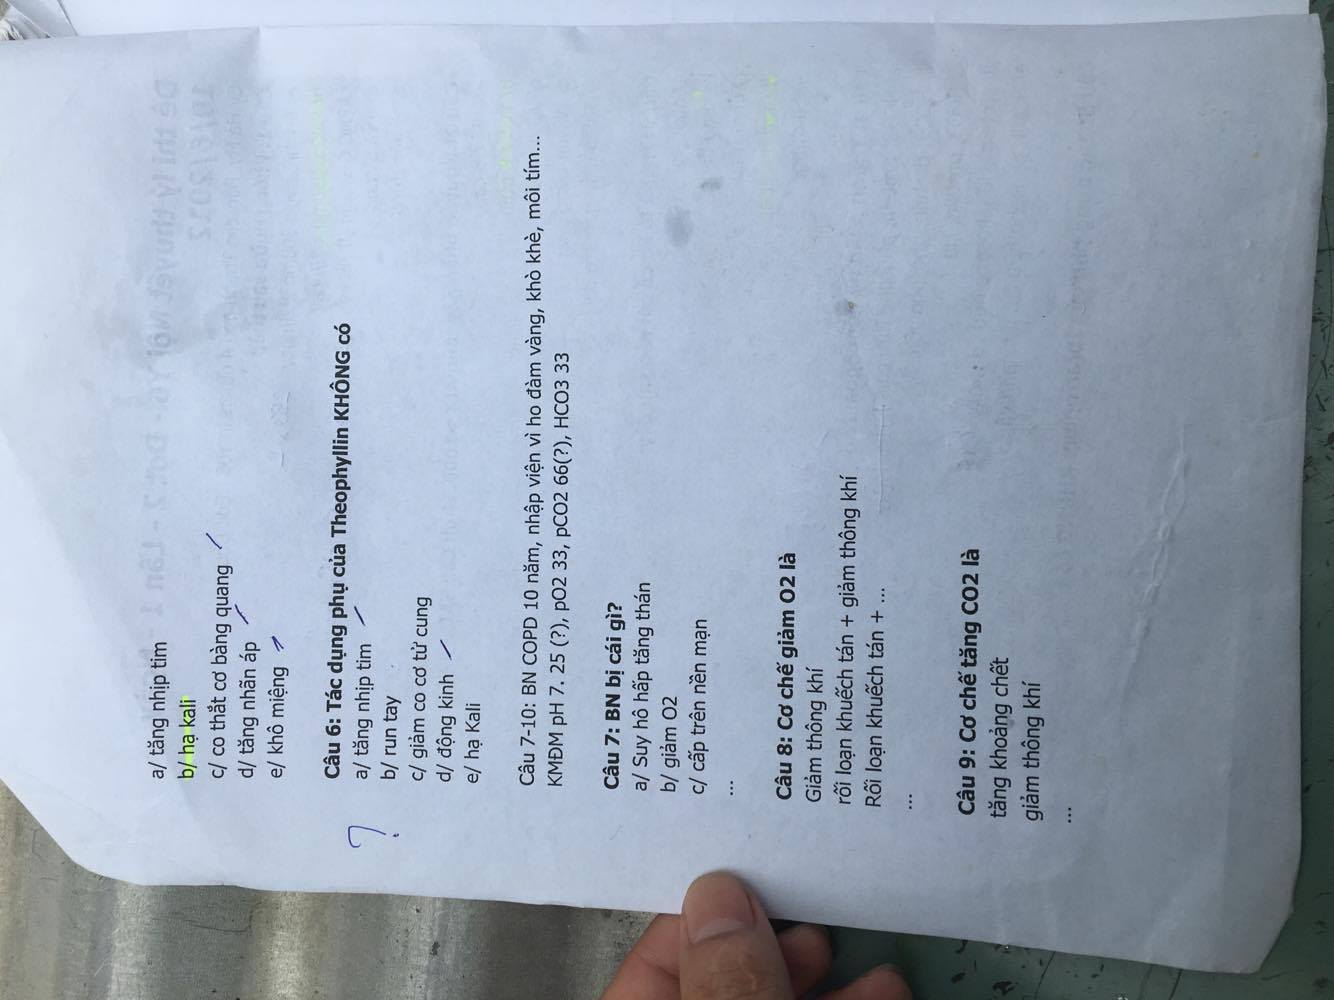 a/ tăng nhịp tim
b/ hạ kali
c/ co thắt cơ bàng quang
d/ tăng nhãn áp
e/ khô miệng
Câu 6: Tác dụng phụ của Theophyllin KHÔNG có
?
a/ tăng nhịp tim
b/ run tay
c/ giảm co cơ tử cung
d/ động kinh
e/ hạ Kali
Câu 7-10: BN COPD 10 năm, nhập viện vì ho đàm vàng, khò khè, môi tím...
KMĐM pH 7. 25 (?), pO2 33, pCO2 66(?), HCO3 33
Câu 7: BN bị cái gì?
a/ Suy hô hấp tăng thán
b/ giảm O2
c/ cấp trên nền mạn
...
Câu 8: Cơ chế giảm O2 là
Giảm thông khí
rối loạn khuếch tán + giảm thông khí
Rối loạn khuếch tán + ...
...
Câu 9: Cơ chế tăng CO2 là
tăng khoảng chết
giảm thông khí
...